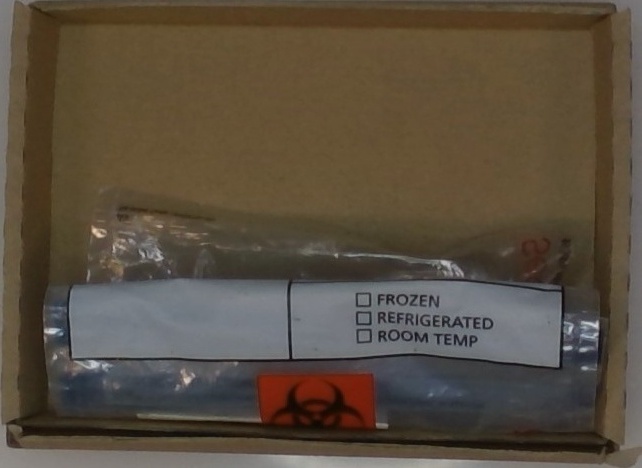 ☐ FROZEN
☐ REFRIGERATED
☐ ROOM TEMP